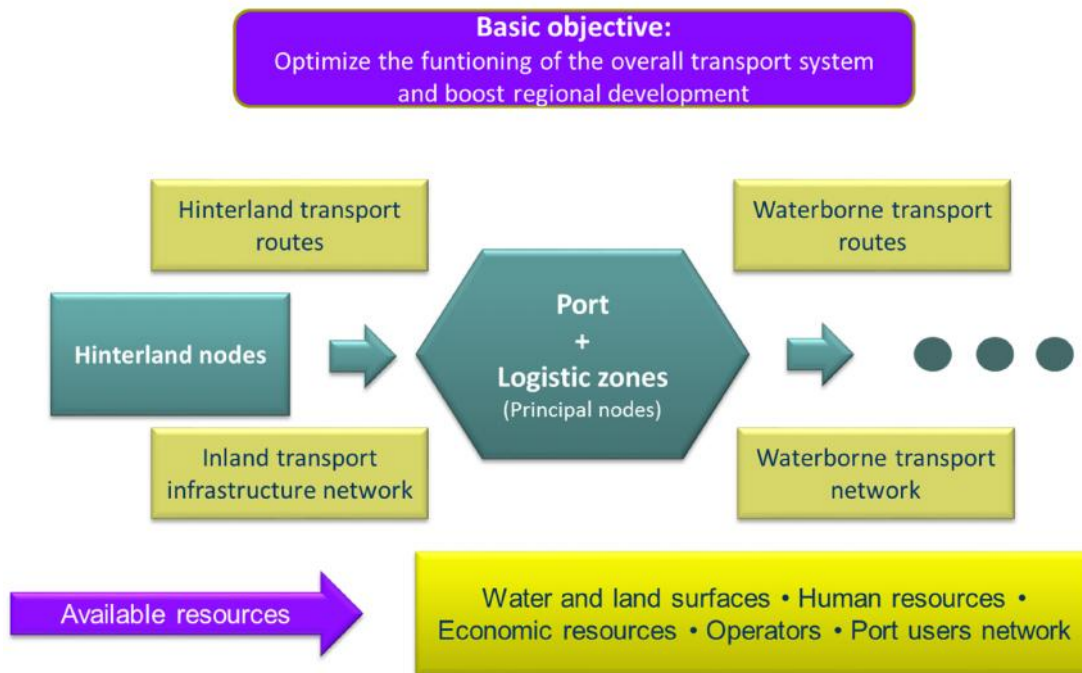 Basic objective:
Optimize the funtioning of the overall transport system
and boost regional development
Hinterland transport
routes
Waterborne transport
routes
Hinterland nodes
Port
+
Logistic zones
(Principal nodes)
Inland transport
infrastructure network
Waterborne transport
network
Available resources
Water and land surfaces • Human resources •
Economic resources • Operators • Port users network